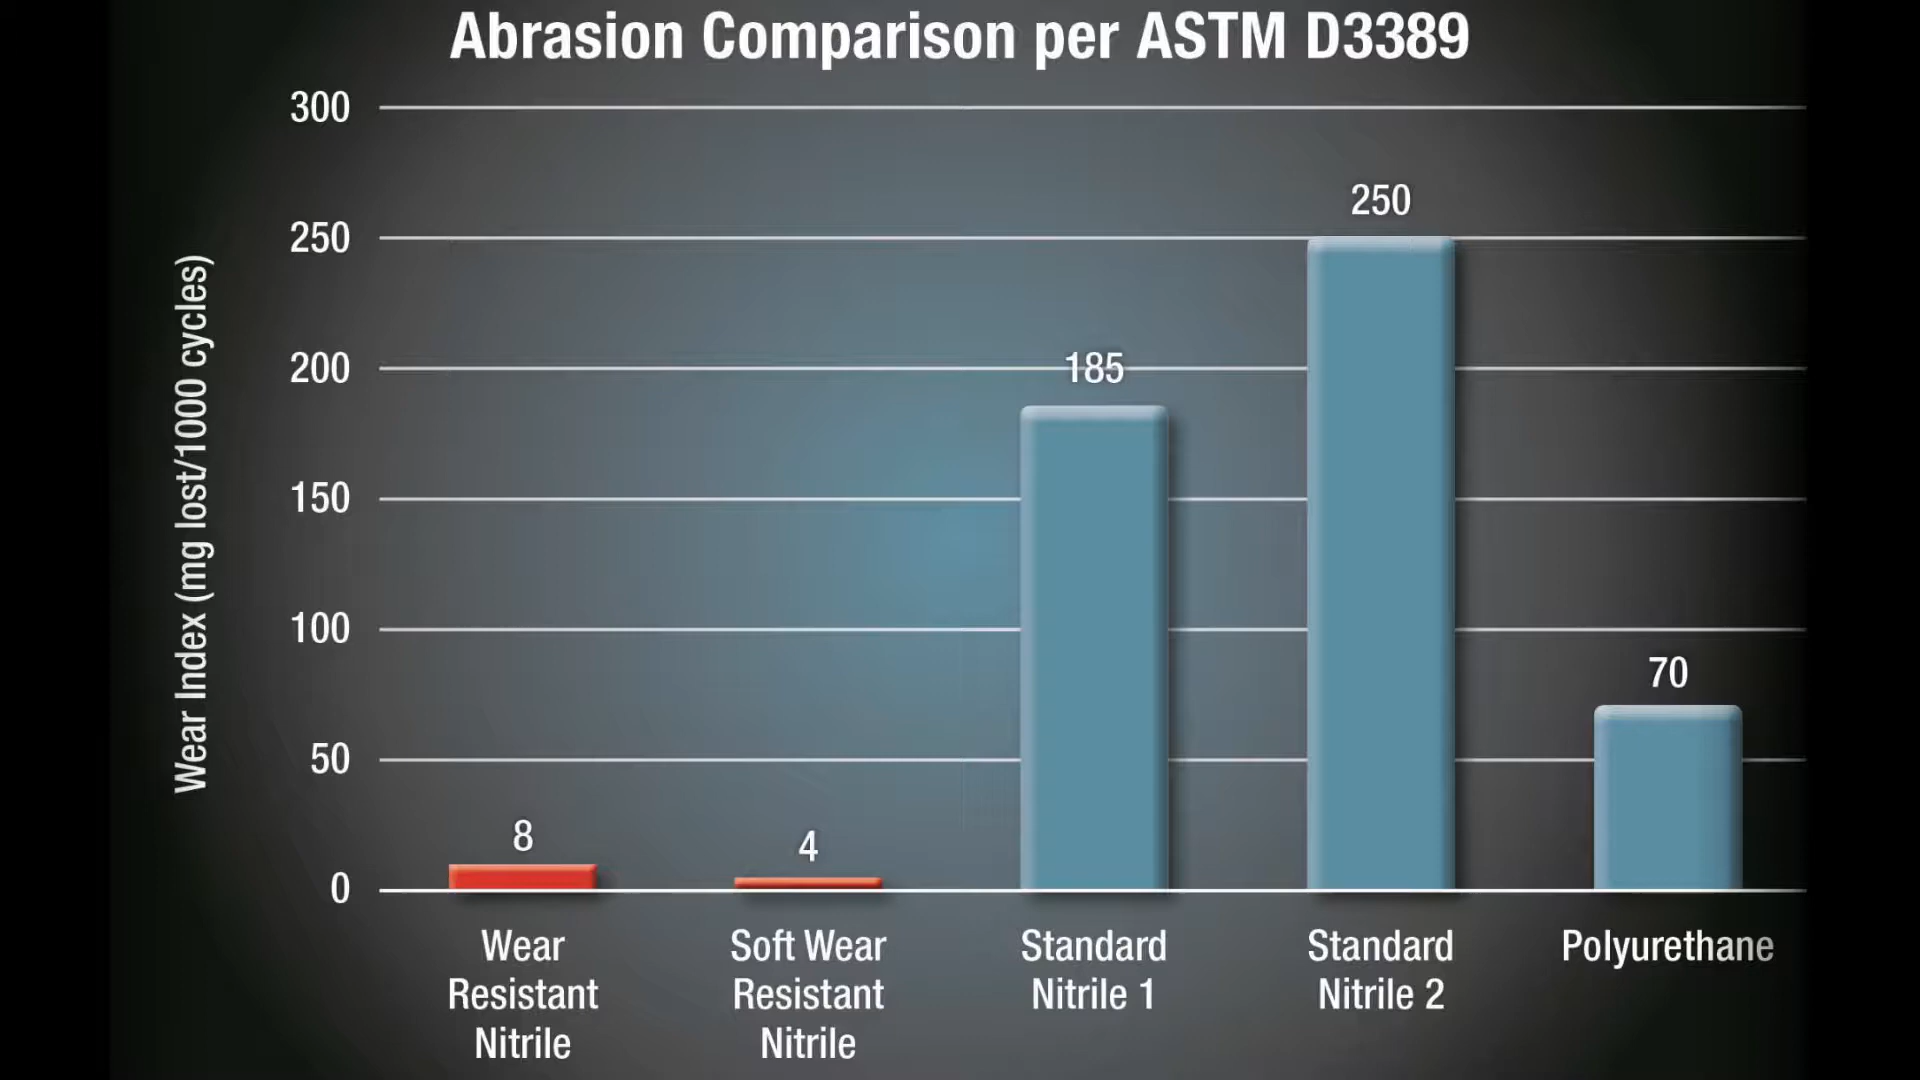 Abrasion Comparison per ASTM D3389
300
250
250
200
185
150
100
70
50
8
4
0
Wear Index (mg lost/1000 cycles)
Wear
Resistant
Nitrile
Soft Wear
Resistant
Nitrile
Standard
Nitrile 1
Standard
Nitrile 2
Polyurethane